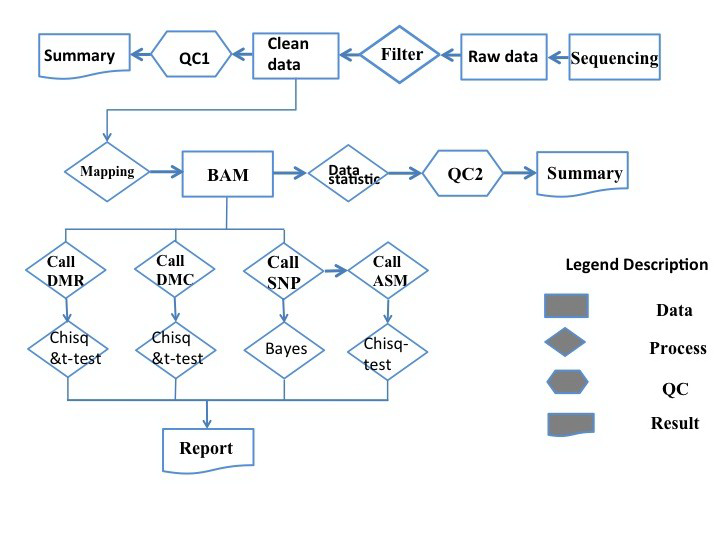 Summary
QC1
Clean
data
Filter
Raw data
Sequencing
Mapping
BAM
Data
statistic
QC2
Summary
Call
DMR
Call
DMC
Call
SNP
Call
ASM
Chisq
&t-test
Chisq
&t-test
Bayes
Chisq-
test
Report
Legend Description
Data
Process
QC
Result